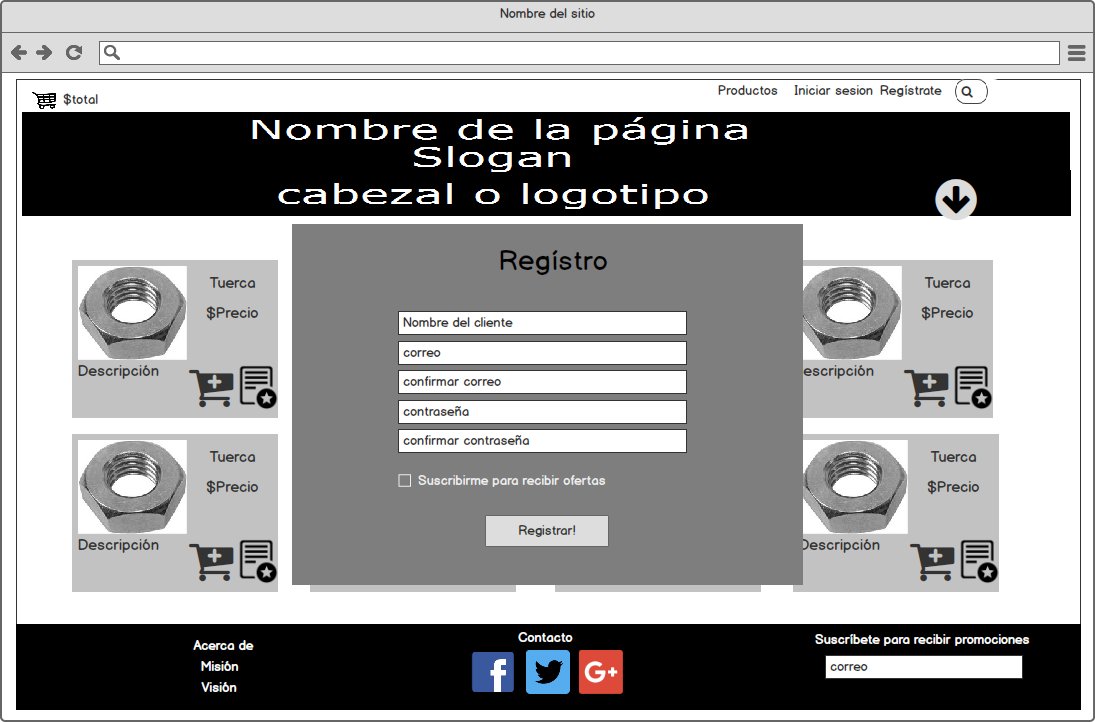 Nombre del sitio
$total
Productos Iniciar sesion Regístrate
Nombre de la página
Slogan
cabezal o logotipo
Regístro
Nombre del cliente
correo
confirmar correo
contraseña
confirmar contraseña
Suscribirme para recibir ofertas
Registrar!
Tuerca
$Precio
Descripción
Tuerca
$Precio
escripción
Tuerca
$Precio
Descripción
Tuerca
$Precio
Descripción
Acerca de
Misión
Visión
Contacto
f
G+
Suscríbete para recibir promociones
correo